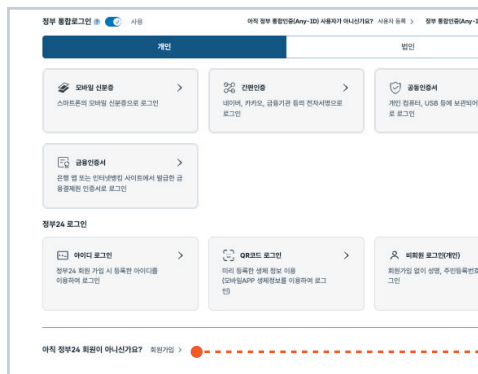 정부 통합로그인 사용 아직 정부 통합인증(Any-ID) 사용자가 아니신가요? 사용자 등록 > 정부 통합인증(Any-I
개인 법인
모바일 신분증 >
스마트폰의 모바일 신분증으로 로그인
간편인증 >
네이버, 카카오, 금융기관 등의 전자서명으로
로그인
공동인증서
개인 컴퓨터, USB 등에 보관되어
로 로그인
금융인증서 >
은행 앱 또는 인터넷뱅킹 사이트에서 발급한 금
융결제원 인증서로 로그인
정부24 로그인
아이디 로그인 >
정부24 회원 가입 시 등록한 아이디를
이용하여 로그인
QR코드 로그인 >
미리 등록한 생체 정보 이용
(모바일APP 생체정보를 이용하여 로그
인)
비회원 로그인(개인)
회원가입 없이 성명, 주민등록번호
그인
아직 정부24 회원이 아니신가요? 회원가입 >